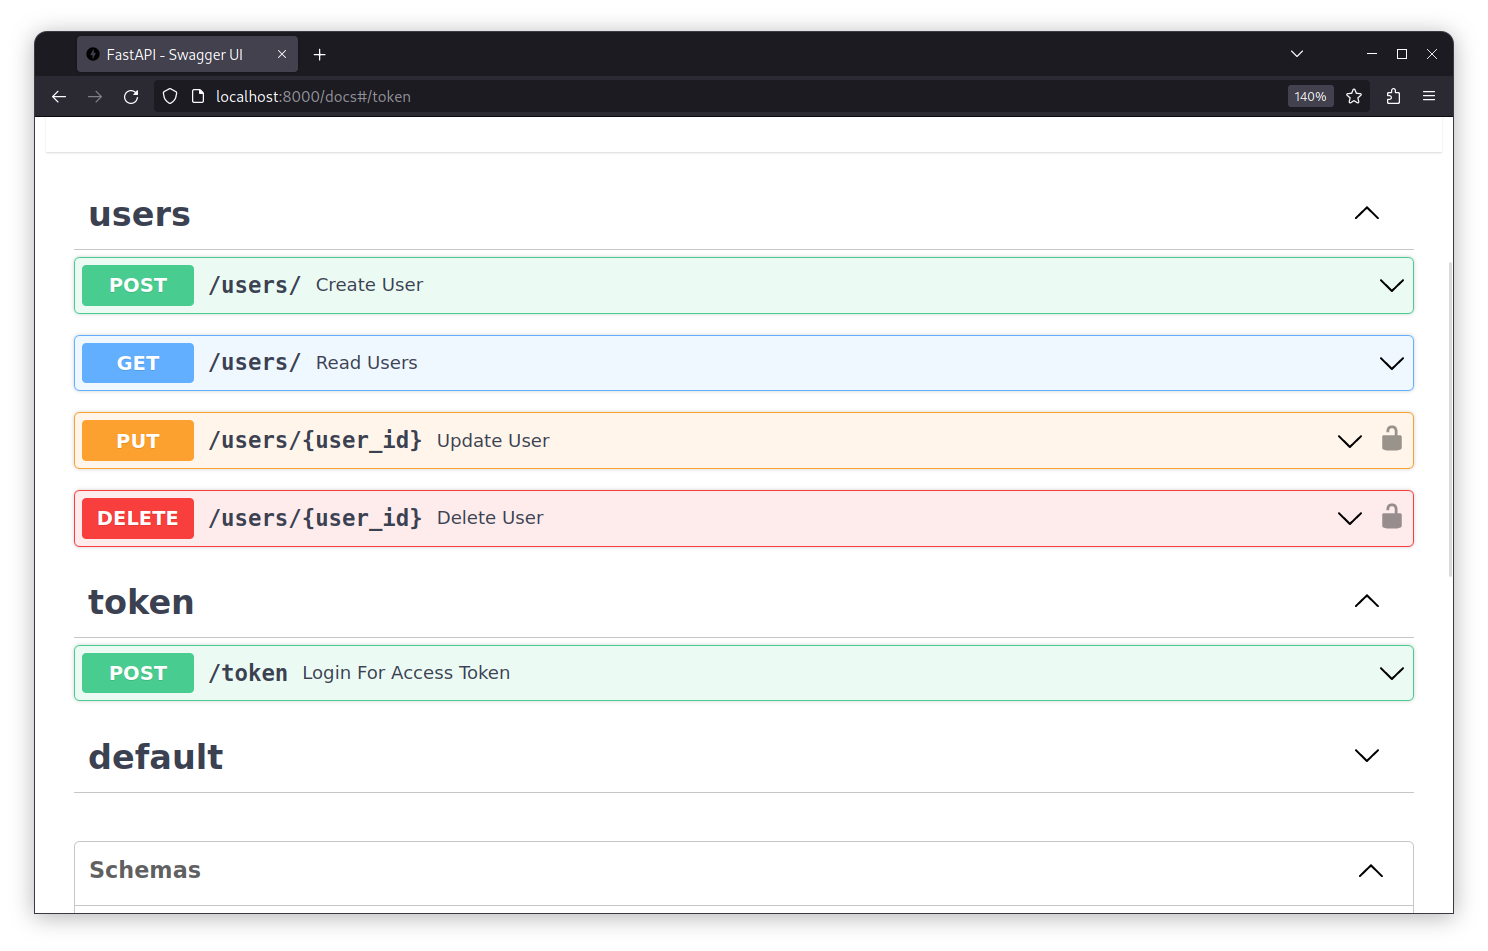 FastAPI - Swagger UI
localhost:8000/docs#/token
140%
users
POST /users/ Create User
GET /users/ Read Users
PUT /users/{user_id} Update User
DELETE /users/{user_id} Delete User
token
POST /token Login For Access Token
default
Schemas